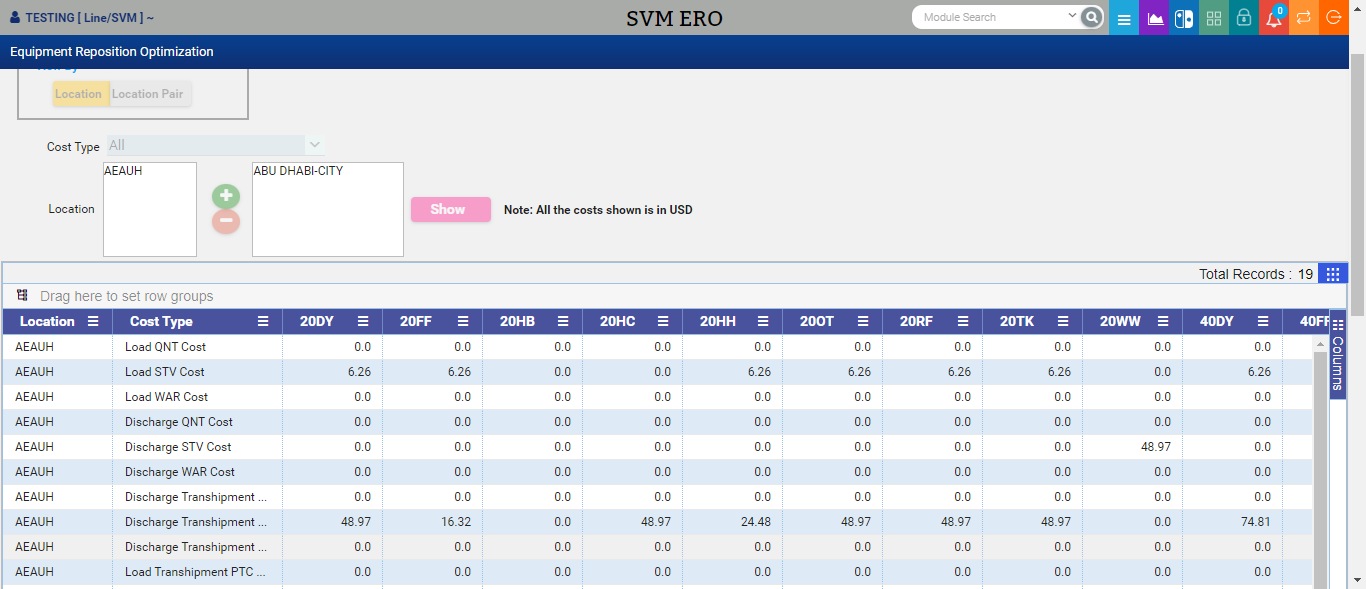 TESTING [ Line/SVM ] ~
SVM ERO
Module Search
0
Equipment Reposition Optimization
Location Location Pair
Cost Type All
AEAUH ABU DHABI-CITY
Location
Show
Note: All the costs shown is in USD
Total Records : 19
Drag here to set row groups
Location Cost Type 20DY 20FF 20HB 20HC 20HH 20OT 20RF 20TK 20WW 40DY
AEAUH Load QNT Cost 0.0 0.0 0.0 0.0 0.0 0.0 0.0 0.0 0.0 0.0
AEAUH Load STV Cost 6.26 6.26 0.0 0.0 6.26 6.26 6.26 6.26 0.0 6.26
AEAUH Load WAR Cost 0.0 0.0 0.0 0.0 0.0 0.0 0.0 0.0 0.0 0.0
AEAUH Discharge QNT Cost 0.0 0.0 0.0 0.0 0.0 0.0 0.0 0.0 0.0 0.0
AEAUH Discharge STV Cost 0.0 0.0 0.0 0.0 0.0 0.0 0.0 0.0 48.97 0.0
AEAUH Discharge WAR Cost 0.0 0.0 0.0 0.0 0.0 0.0 0.0 0.0 0.0 0.0
AEAUH Discharge Transhipment ... 0.0 0.0 0.0 0.0 0.0 0.0 0.0 0.0 0.0 0.0
AEAUH Discharge Transhipment ... 48.97 16.32 0.0 48.97 24.48 48.97 48.97 48.97 0.0 74.81
AEAUH Discharge Transhipment ... 0.0 0.0 0.0 0.0 0.0 0.0 0.0 0.0 0.0 0.0
AEAUH Load Transhipment PTC ... 0.0 0.0 0.0 0.0 0.0 0.0 0.0 0.0 0.0 0.0
Columns